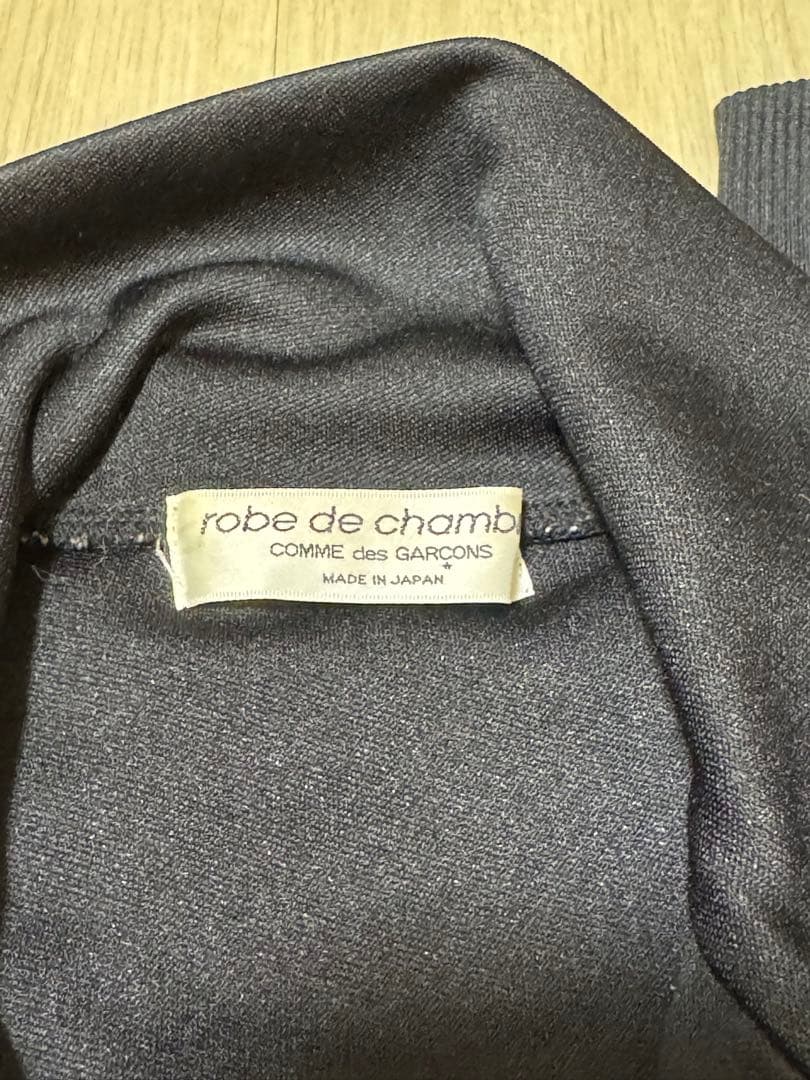 robe de chamb
COMME des GARÇONS
MADE IN JAPAN